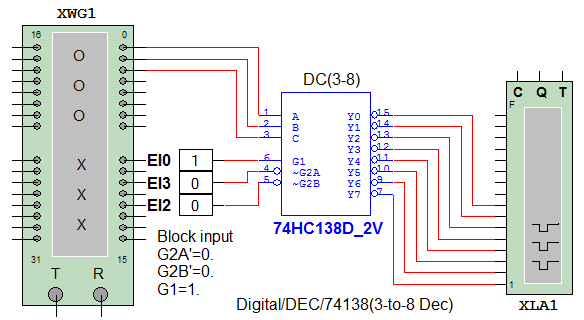 XWG1
16 0
O
O
O
X
X
X
31 15
T R
EI0 1
EI3 0
EI2 0
Block input
G2A'=0.
G2B'=0.
G1=1.
DC(3-8)
1 A Y0 15
2 B Y1 14
3 C Y2 13
Y3 12
6 G1 Y4 11
4 ~G2A Y5 10
5 ~G2B Y6 9
Y7 7
74HC138D_2V
Digital/DEC/74138(3-to-8 Dec)
C Q T
F
1
XLA1